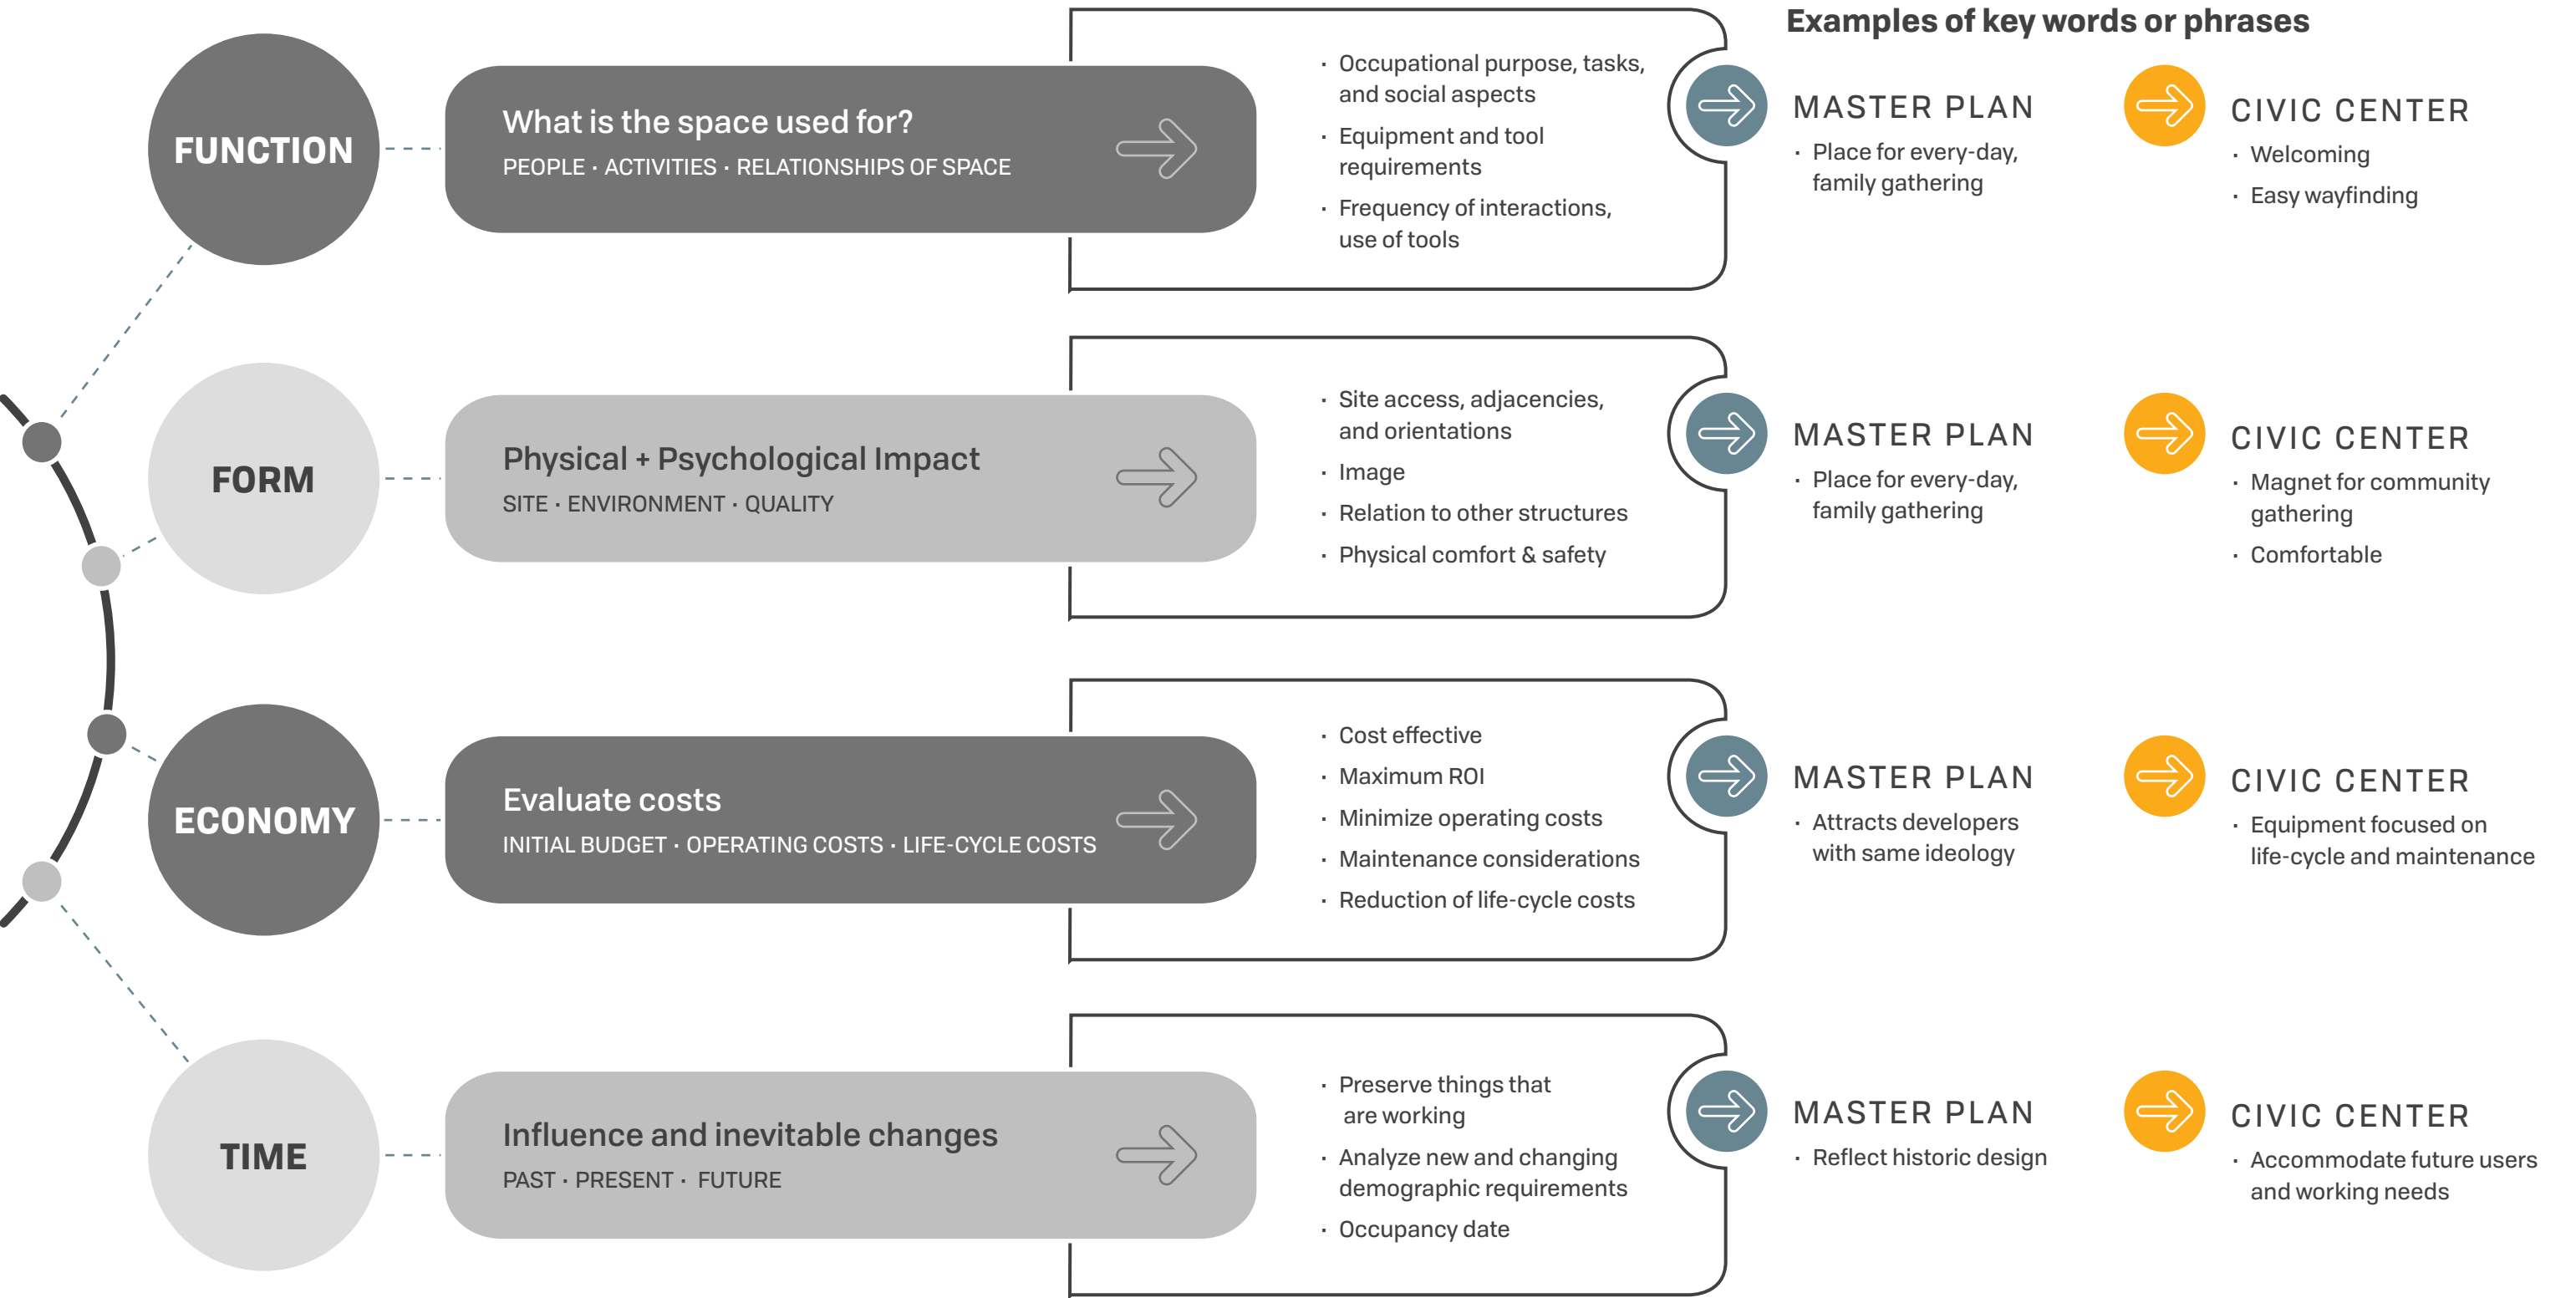 Examples of key words or phrases
FUNCTION
What is the space used for?
PEOPLE · ACTIVITIES · RELATIONSHIPS OF SPACE
· Occupational purpose, tasks,
and social aspects
· Equipment and tool
requirements
· Frequency of interactions,
use of tools
MASTER PLAN
· Place for every-day,
family gathering
CIVIC CENTER
· Welcoming
· Easy wayfinding
FORM
Physical + Psychological Impact
SITE · ENVIRONMENT · QUALITY
· Site access, adjacencies,
and orientations
· Image
· Relation to other structures
· Physical comfort & safety
MASTER PLAN
· Place for every-day,
family gathering
CIVIC CENTER
· Magnet for community
gathering
· Comfortable
ECONOMY
Evaluate costs
INITIAL BUDGET · OPERATING COSTS · LIFE-CYCLE COSTS
· Cost effective
· Maximum ROI
· Minimize operating costs
· Maintenance considerations
· Reduction of life-cycle costs
MASTER PLAN
· Attracts developers
with same ideology
CIVIC CENTER
· Equipment focused on
life-cycle and maintenance
TIME
Influence and inevitable changes
PAST · PRESENT · FUTURE
· Preserve things that
are working
· Analyze new and changing
demographic requirements
· Occupancy date
MASTER PLAN
· Reflect historic design
CIVIC CENTER
· Accommodate future users
and working needs